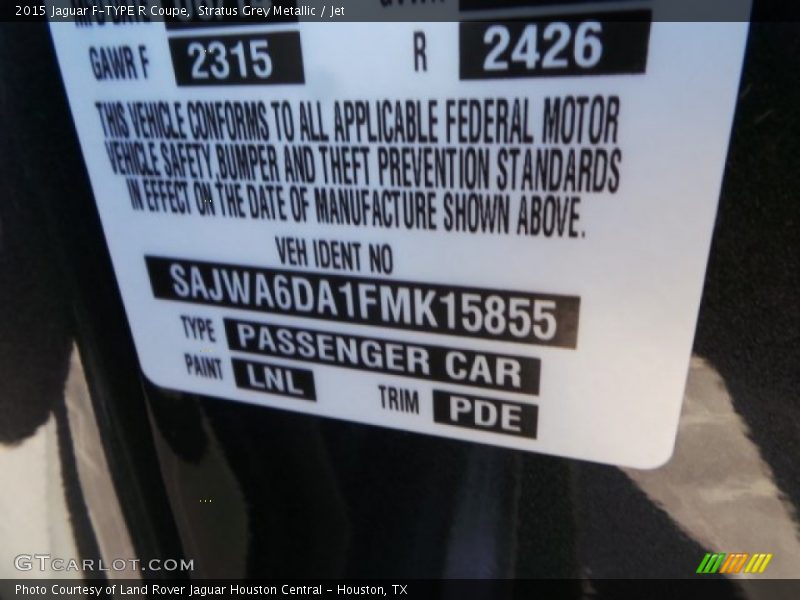 2015 Jaguar F-TYPE R Coupe,  Stratus Grey Metallic / Jet
GAWR F 2315 R 2426
THIS VEHICLE CONFORMS TO ALL APPLICABLE FEDERAL MOTOR
VEHICLE SAFETY,BUMPER AND THEFT PREVENTION STANDARDS
IN EFFECT ON THE DATE OF MANUFACTURE SHOWN ABOVE.
VEH IDENT NO
SAJWA6DA1FMK15855
TYPE PASSENGER CAR
PAINT LNL TRIM PDE
GTCARLOT.COM
Photo Courtesy of Land Rover Jaguar Houston Central - Houston, TX